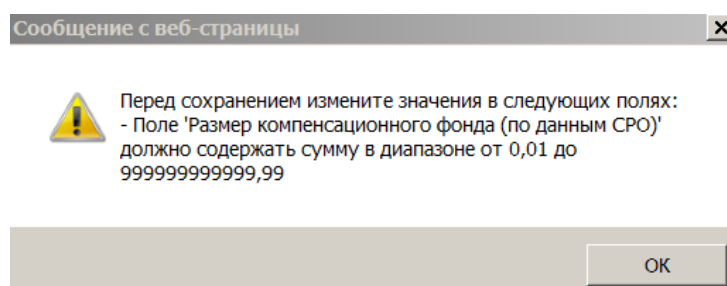 Сообщение с веб-страницы
Перед сохранением измените значения в следующих полях:
- Поле 'Размер компенсационного фонда (по данным СРО)'
должно содержать сумму в диапазоне от 0,01 до
999999999999,99
ОК